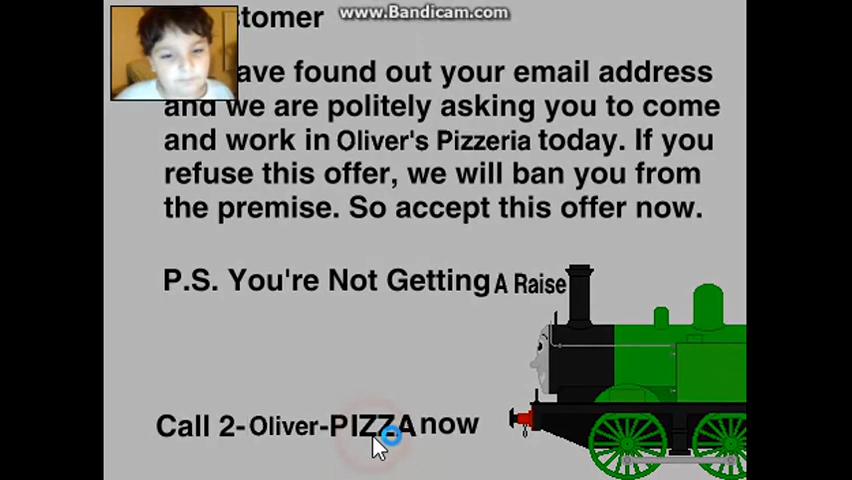 www.Bandicam.com
stomer
ave found out your email address
and we are politely asking you to come
and work in Oliver's Pizzeria today. If you
refuse this offer, we will ban you from
the premise. So accept this offer now.
P.S. You're Not Getting A Raise
Call 2-Oliver-PIZZA now